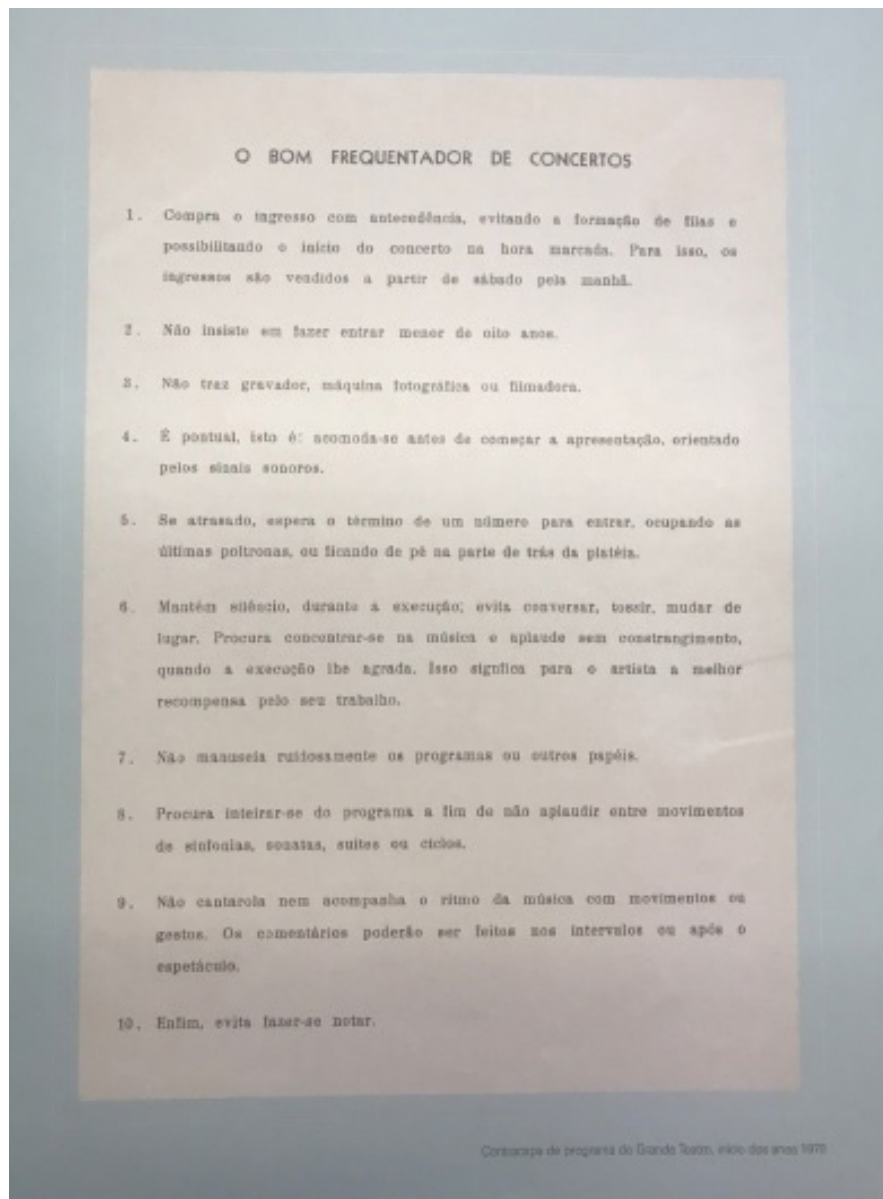 O BOM FREQUENTADOR DE CONCERTOS
1. Compra o ingresso com antecedência, evitando a formação de filas e
possibilitando o início do concerto na hora marcada. Para isso, os
ingressos são vendidos a partir de sábado pela manhã.
2. Não insiste em fazer entrar menor de oito anos.
3. Não traz gravador, máquina fotográfica ou filmadora.
4. É pontual, isto é: acomoda-se antes de começar a apresentação, orientado
pelos sinais sonoros.
5. Se atrasado, espera o término de um número para entrar, ocupando as
últimas poltronas, ou ficando de pé na parte de trás da platéia.
6. Mantém silêncio, durante a execução; evita conversar, tossir, mudar de
lugar. Procura concentrar-se na música e aplaude sem constrangimento,
quando a execução lhe agrada. Isso signfica para o artista a melhor
recompensa pelo seu trabalho.
7. Não manuseia ruidosamente os programas ou outros papéis.
8. Procura inteirar-se do programa a fim de não aplaudir entre movimentos
de sinfonias, sonatas, suites ou ciclos.
9. Não cantarola nem acompanha o ritmo da música com movimentos ou
gestos. Os comentários poderão ser feitos nos intervalos ou após o
espetáculo.
10. Enfim, evita fazer-se notar.
Contracapa de programa do Grande Teatro, início dos anos 1970